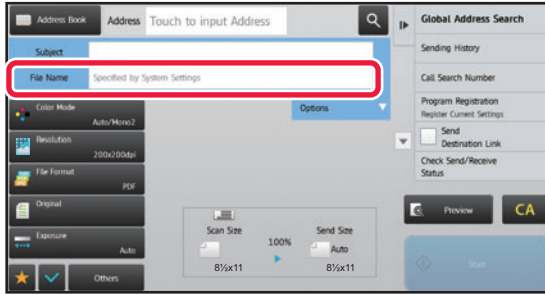 Address Book
Address
Touch to input Address
Subject
File Name
Specified by System Settings
Color Mode
Auto/Mono2
Resolution
200x200dpi
File Format
PDF
Original
Exposure
Auto
Others
Options
Scan Size
8½x11
100%
Send Size
Auto
8½x11
Global Address Search
Sending History
Call Search Number
Program Registration
Register Current Settings
Send
Destination Link
Check Send/Receive
Status
Preview
CA
Start